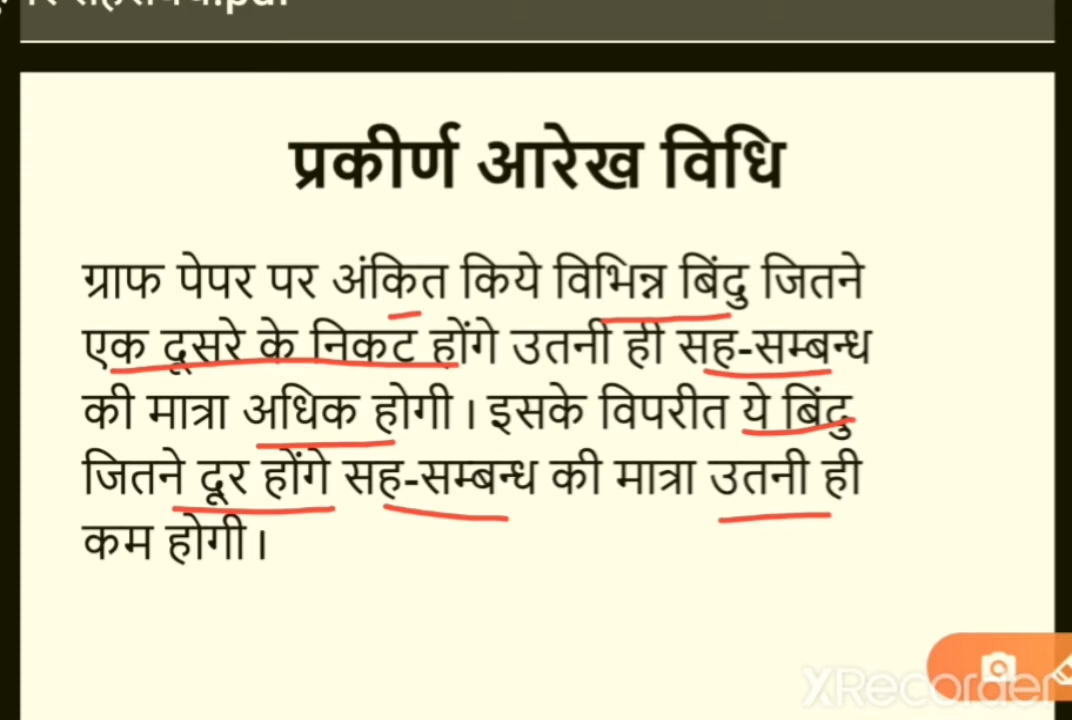 प्रकीर्ण आरेख विधि
ग्राफ पेपर पर अंकित किये विभिन्न बिंदु जितने
एक दूसरे के निकट होंगे उतनी ही सह-सम्बन्ध
की मात्रा अधिक होगी । इसके विपरीत ये बिंदु
जितने दूर होंगे सह-सम्बन्ध की मात्रा उतनी ही
कम होगी ।
XRecorder